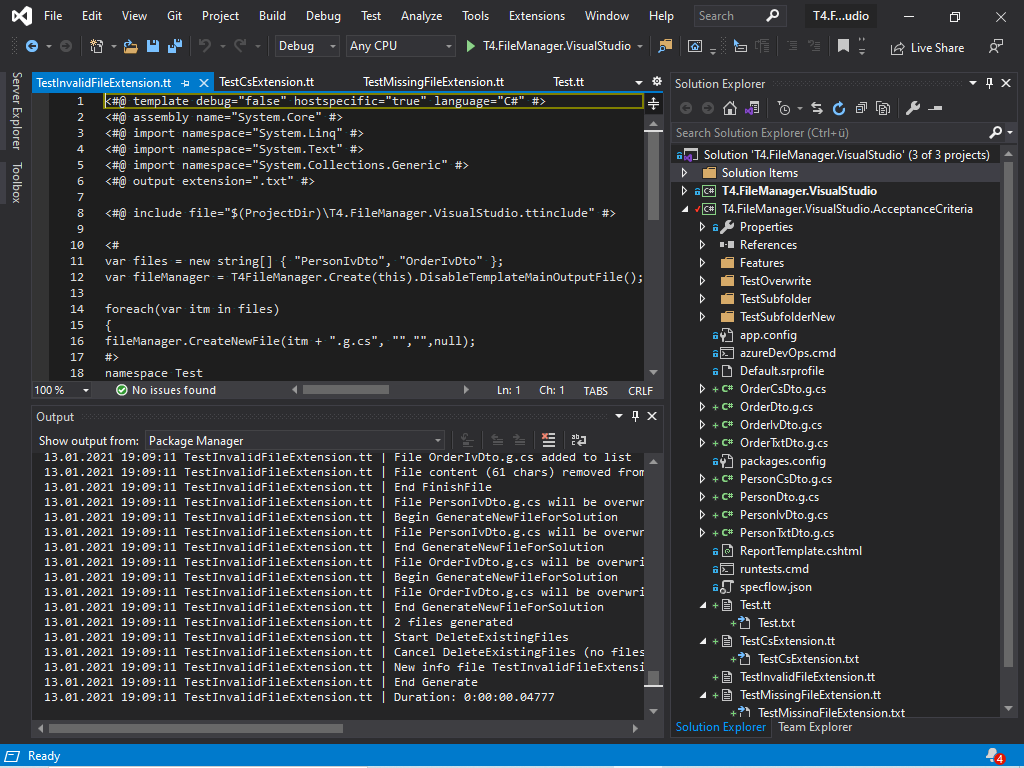 File Edit View Git Project Build Debug Test Analyze Tools Extensions Window Help Search T4.F...udio
Debug Any CPU T4.FileManager.VisualStudio Live Share
Server Explorer
Toolbox
TestInvalidFileExtension.tt TestCsExtension.tt TestMissingFileExtension.tt Test.tt
1 <#@ template debug="false" hostspecific="true" language="C#" #>
2 <#@ assembly name="System.Core" #>
3 <#@ import namespace="System.Linq" #>
4 <#@ import namespace="System.Text" #>
5 <#@ import namespace="System.Collections.Generic" #>
6 <#@ output extension=".txt" #>
7
8 <#@ include file="$(ProjectDir)\T4.FileManager.VisualStudio.ttinclude" #>
9
10 <#
11 var files = new string[] { "PersonIvDto", "OrderIvDto" };
12 var fileManager = T4FileManager.Create(this).DisableTemplateMainOutputFile();
13
14 foreach(var itm in files)
15 {
16 fileManager.CreateNewFile(itm + ".g.cs", "","",null);
17 #>
18 namespace Test
100 % No issues found Ln: 1 Ch: 1 TABS CRLF
Output
Show output from: Package Manager
13.01.2021 19:09:11 TestInvalidFileExtension.tt | File OrderIvDto.g.cs added to list
13.01.2021 19:09:11 TestInvalidFileExtension.tt | File content (61 chars) removed from
13.01.2021 19:09:11 TestInvalidFileExtension.tt | End FinishFile
13.01.2021 19:09:11 TestInvalidFileExtension.tt | File PersonIvDto.g.cs will be overwr
13.01.2021 19:09:11 TestInvalidFileExtension.tt | Begin GenerateNewFileForSolution
13.01.2021 19:09:11 TestInvalidFileExtension.tt | File PersonIvDto.g.cs will be overwr
13.01.2021 19:09:11 TestInvalidFileExtension.tt | End GenerateNewFileForSolution
13.01.2021 19:09:11 TestInvalidFileExtension.tt | File OrderIvDto.g.cs will be overwri
13.01.2021 19:09:11 TestInvalidFileExtension.tt | Begin GenerateNewFileForSolution
13.01.2021 19:09:11 TestInvalidFileExtension.tt | File OrderIvDto.g.cs will be overwri
13.01.2021 19:09:11 TestInvalidFileExtension.tt | End GenerateNewFileForSolution
13.01.2021 19:09:11 TestInvalidFileExtension.tt | 2 files generated
13.01.2021 19:09:11 TestInvalidFileExtension.tt | Start DeleteExistingFiles
13.01.2021 19:09:11 TestInvalidFileExtension.tt | Cancel DeleteExistingFiles (no files
13.01.2021 19:09:11 TestInvalidFileExtension.tt | New info file TestInvalidFileExtensi
13.01.2021 19:09:11 TestInvalidFileExtension.tt | End Generate
13.01.2021 19:09:11 TestInvalidFileExtension.tt | Duration: 0:00:00.04777
Solution Explorer
Search Solution Explorer (Ctrl+ü)
Solution 'T4.FileManager.VisualStudio' (3 of 3 projects)
Solution Items
C# T4.FileManager.VisualStudio
C# T4.FileManager.VisualStudio.AcceptanceCriteria
Properties
References
Features
TestOverwrite
TestSubfolder
TestSubfolderNew
app.config
azureDevOps.cmd
Default.srprofile
C# OrderCsDto.g.cs
C# OrderDto.g.cs
C# OrderIvDto.g.cs
C# OrderTxtDto.g.cs
packages.config
C# PersonCsDto.g.cs
C# PersonDto.g.cs
C# PersonIvDto.g.cs
C# PersonTxtDto.g.cs
ReportTemplate.cshtml
runtests.cmd
specflow.json
Test.tt
Test.txt
TestCsExtension.tt
TestCsExtension.txt
TestInvalidFileExtension.tt
TestMissingFileExtension.tt
TestMissingFileExtension.txt
Solution Explorer Team Explorer
Ready 4